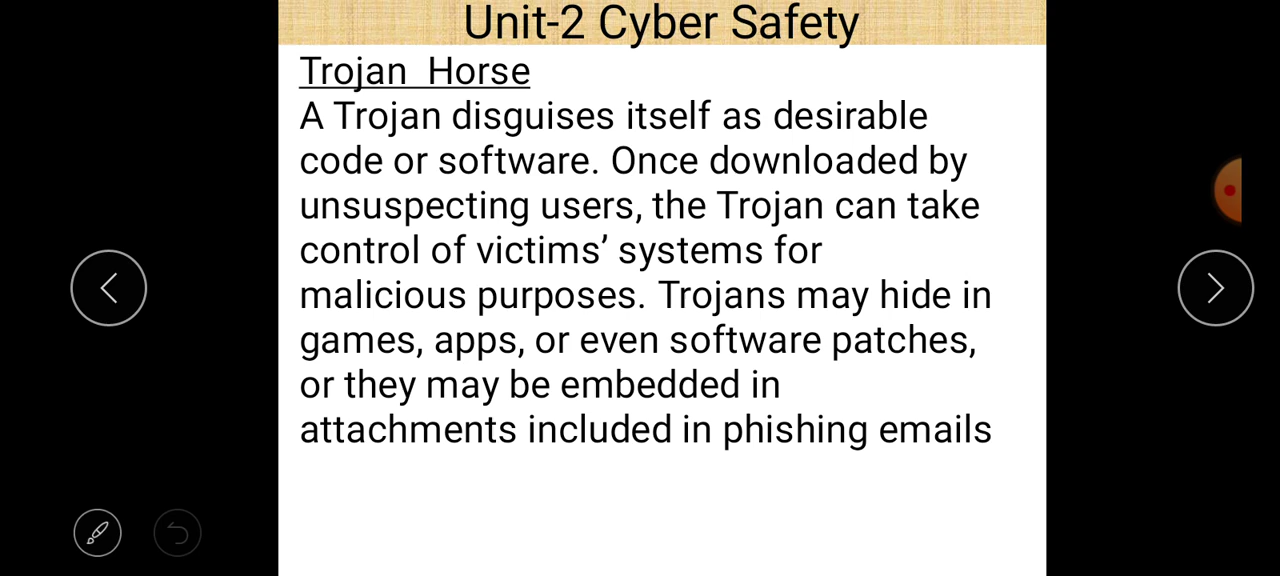 Unit-2 Cyber Safety
Trojan Horse
A Trojan disguises itself as desirable
code or software. Once downloaded by
unsuspecting users, the Trojan can take
control of victims’ systems for
malicious purposes. Trojans may hide in
games, apps, or even software patches,
or they may be embedded in
attachments included in phishing emails